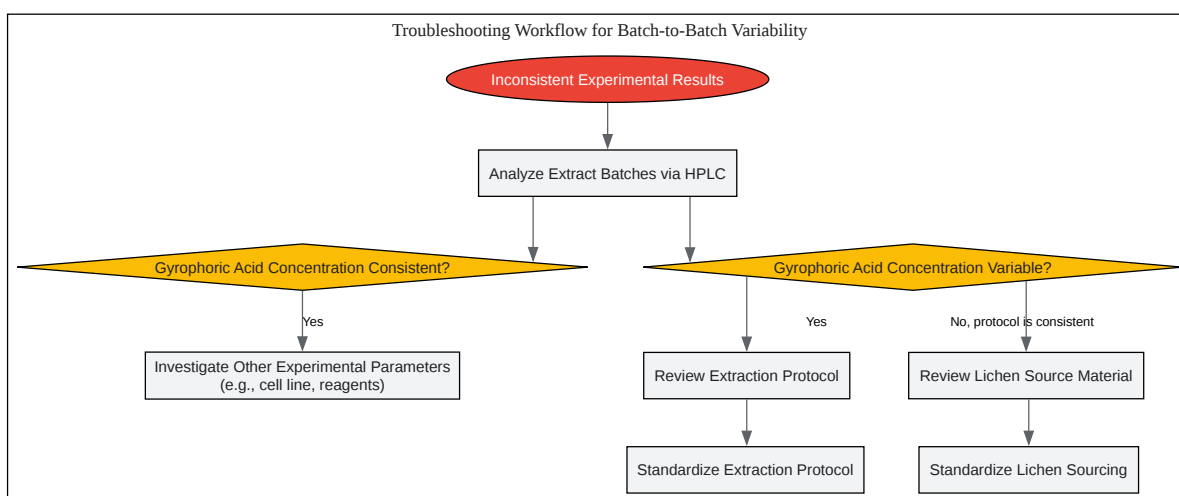 Troubleshooting Workflow for Batch-to-Batch Variability
Inconsistent Experimental Results
Analyze Extract Batches via HPLC
Gyrophoric Acid Concentration Consistent?
Gyrophoric Acid Concentration Variable?
Yes
Yes
No, protocol is consistent
Investigate Other Experimental Parameters
(e.g., cell line, reagents)
Review Extraction Protocol
Review Lichen Source Material
Standardize Extraction Protocol
Standardize Lichen Sourcing